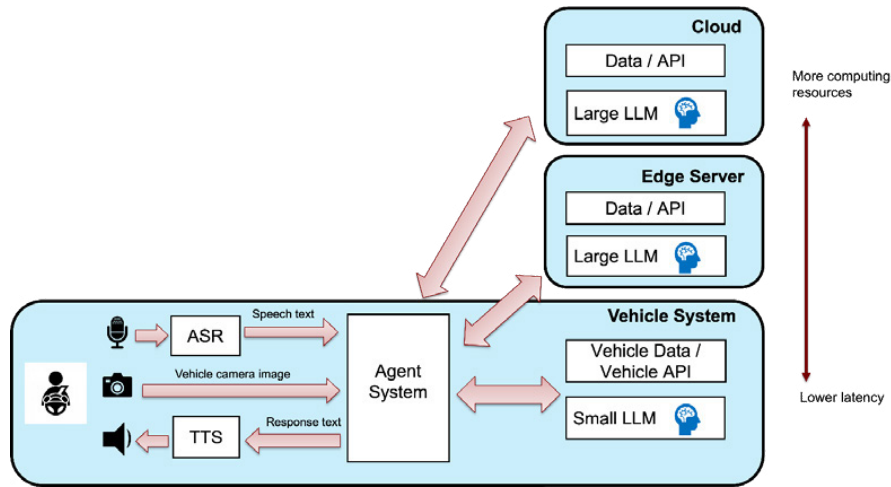 Cloud
Data / API
Large LLM
More computing
resources
Edge Server
Data / API
Large LLM
Vehicle System
Speech text
ASR
Vehicle camera image
Agent
System
Response text
TTS
Vehicle Data /
Vehicle API
Small LLM
Lower latency